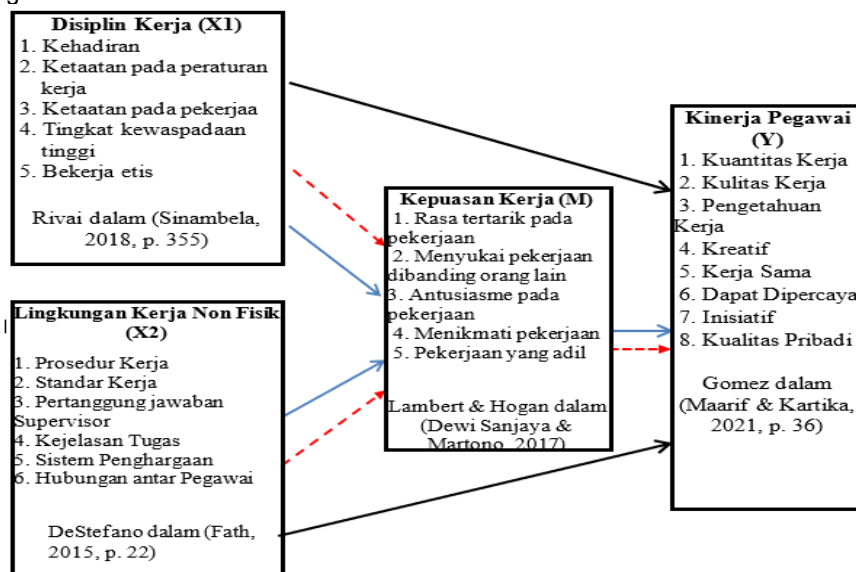 g
Disiplin Kerja (X1)
1. Kehadiran
2. Ketaatan pada peraturan
kerja
3. Ketaatan pada pekerjaa
4. Tingkat kewaspadaan
tinggi
5. Bekerja etis
Rivai dalam (Sinambela,
2018, p. 355)
Lingkungan Kerja Non Fisik
(X2)
1. Prosedur Kerja
2. Standar Kerja
3. Pertanggung jawaban
Supervisor
4. Kejelasan Tugas
5. Sistem Penghargaan
6. Hubungan antar Pegawai
DeStefano dalam (Fath,
2015, p. 22)
Kepuasan Kerja (M)
1. Rasa tertarik pada
pekerjaan
2. Menyukai pekerjaan
dibanding orang lain
3. Antusiasme pada
pekerjaan
4. Menikmati pekerjaan
5. Pekerjaan yang adil
Lambert & Hogan dalam
(Dewi Sanjaya &
Martono, 2017)
Kinerja Pegawai
(Y)
1. Kuantitas Kerja
2. Kulitas Kerja
3. Pengetahuan
Kerja
4. Kreatif
5. Kerja Sama
6. Dapat Dipercaya
7. Inisiatif
8. Kualitas Pribadi
Gomez dalam
(Maarif & Kartika,
2021, p. 36)